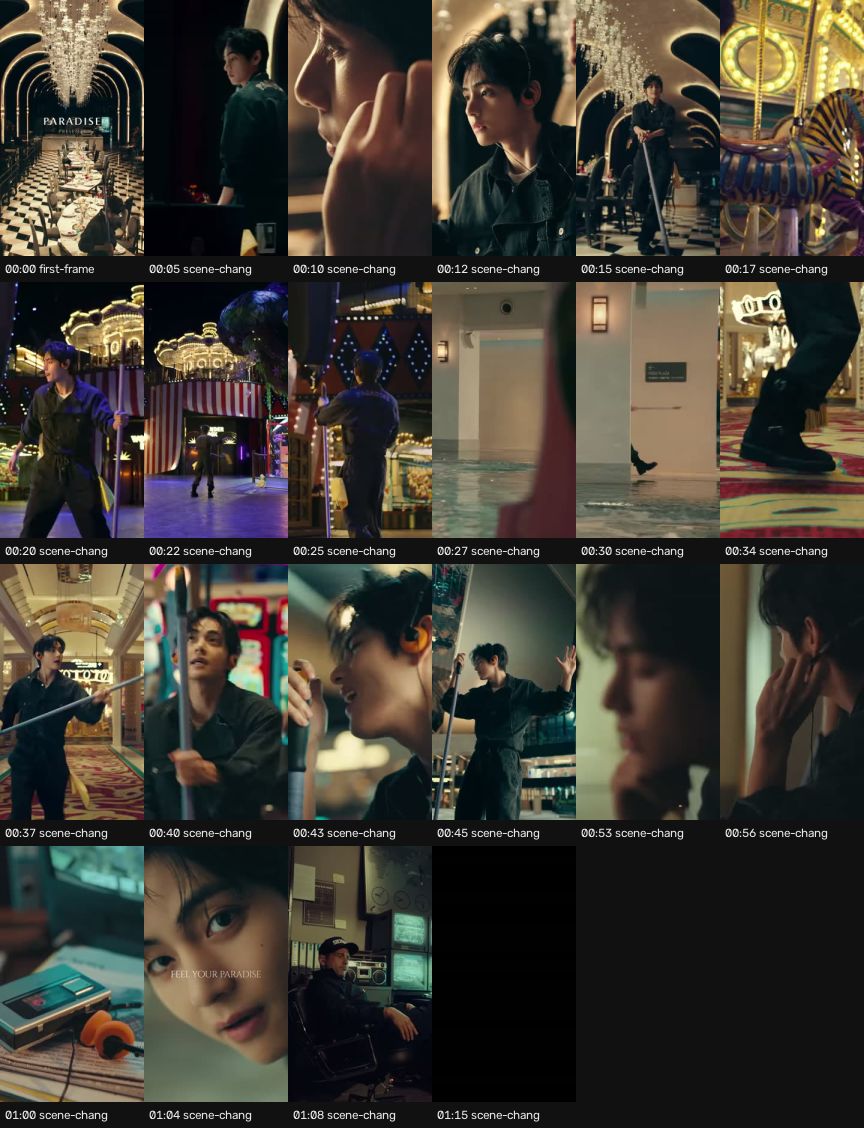 PARADISE
00:00 first-frame
00:05 scene-chang
00:10 scene-chang
00:12 scene-chang
00:15 scene-chang
00:17 scene-chang
00:20 scene-chang
00:22 scene-chang
00:25 scene-chang
00:27 scene-chang
00:30 scene-chang
00:34 scene-chang
00:37 scene-chang
00:40 scene-chang
00:43 scene-chang
00:45 scene-chang
00:53 scene-chang
00:56 scene-chang
FEEL YOUR PARADISE
01:00 scene-chang
01:04 scene-chang
01:08 scene-chang
01:15 scene-chang